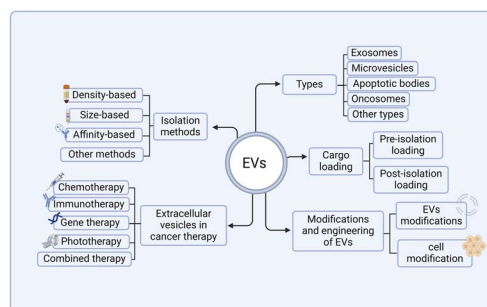 Exosomes
Microvesicles
Types
Apoptotic bodies
Oncosomes
Other types
Density-based
Size-based
Isolation
methods
Affinity-based
Other methods
EVs
Cargo
loading
Pre-isolation
loading
Post-isolation
loading
Chemotherapy
Immunotherapy
Gene therapy
Phototherapy
Combined therapy
Extracellular
vesicles in
cancer therapy
Modifications
and engineering
of EVs
EVs
modifications
cell
modification